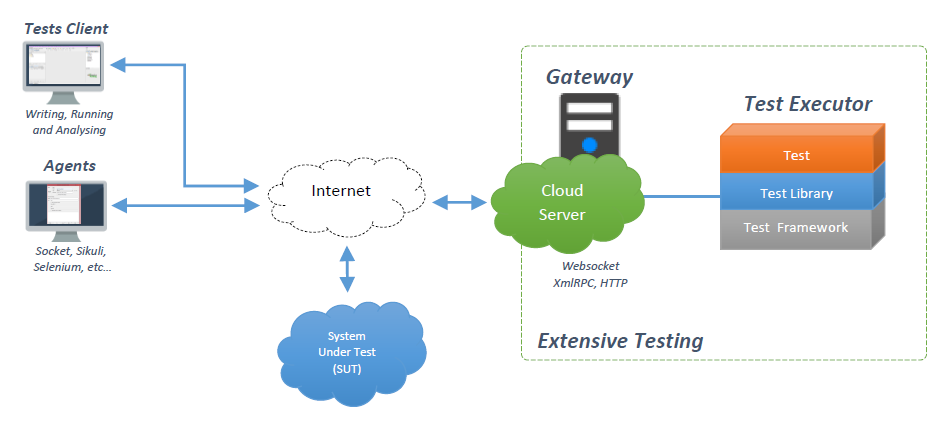 Tests Client
Writing, Running
and Analysing
Agents
Socket, Sikuli,
Selenium, etc...
Internet
System
Under Test
(SUT)
Gateway
Cloud
Server
Websocket
XmlRPC, HTTP
Test Executor
Test
Test Library
Test Framework
Extensive Testing